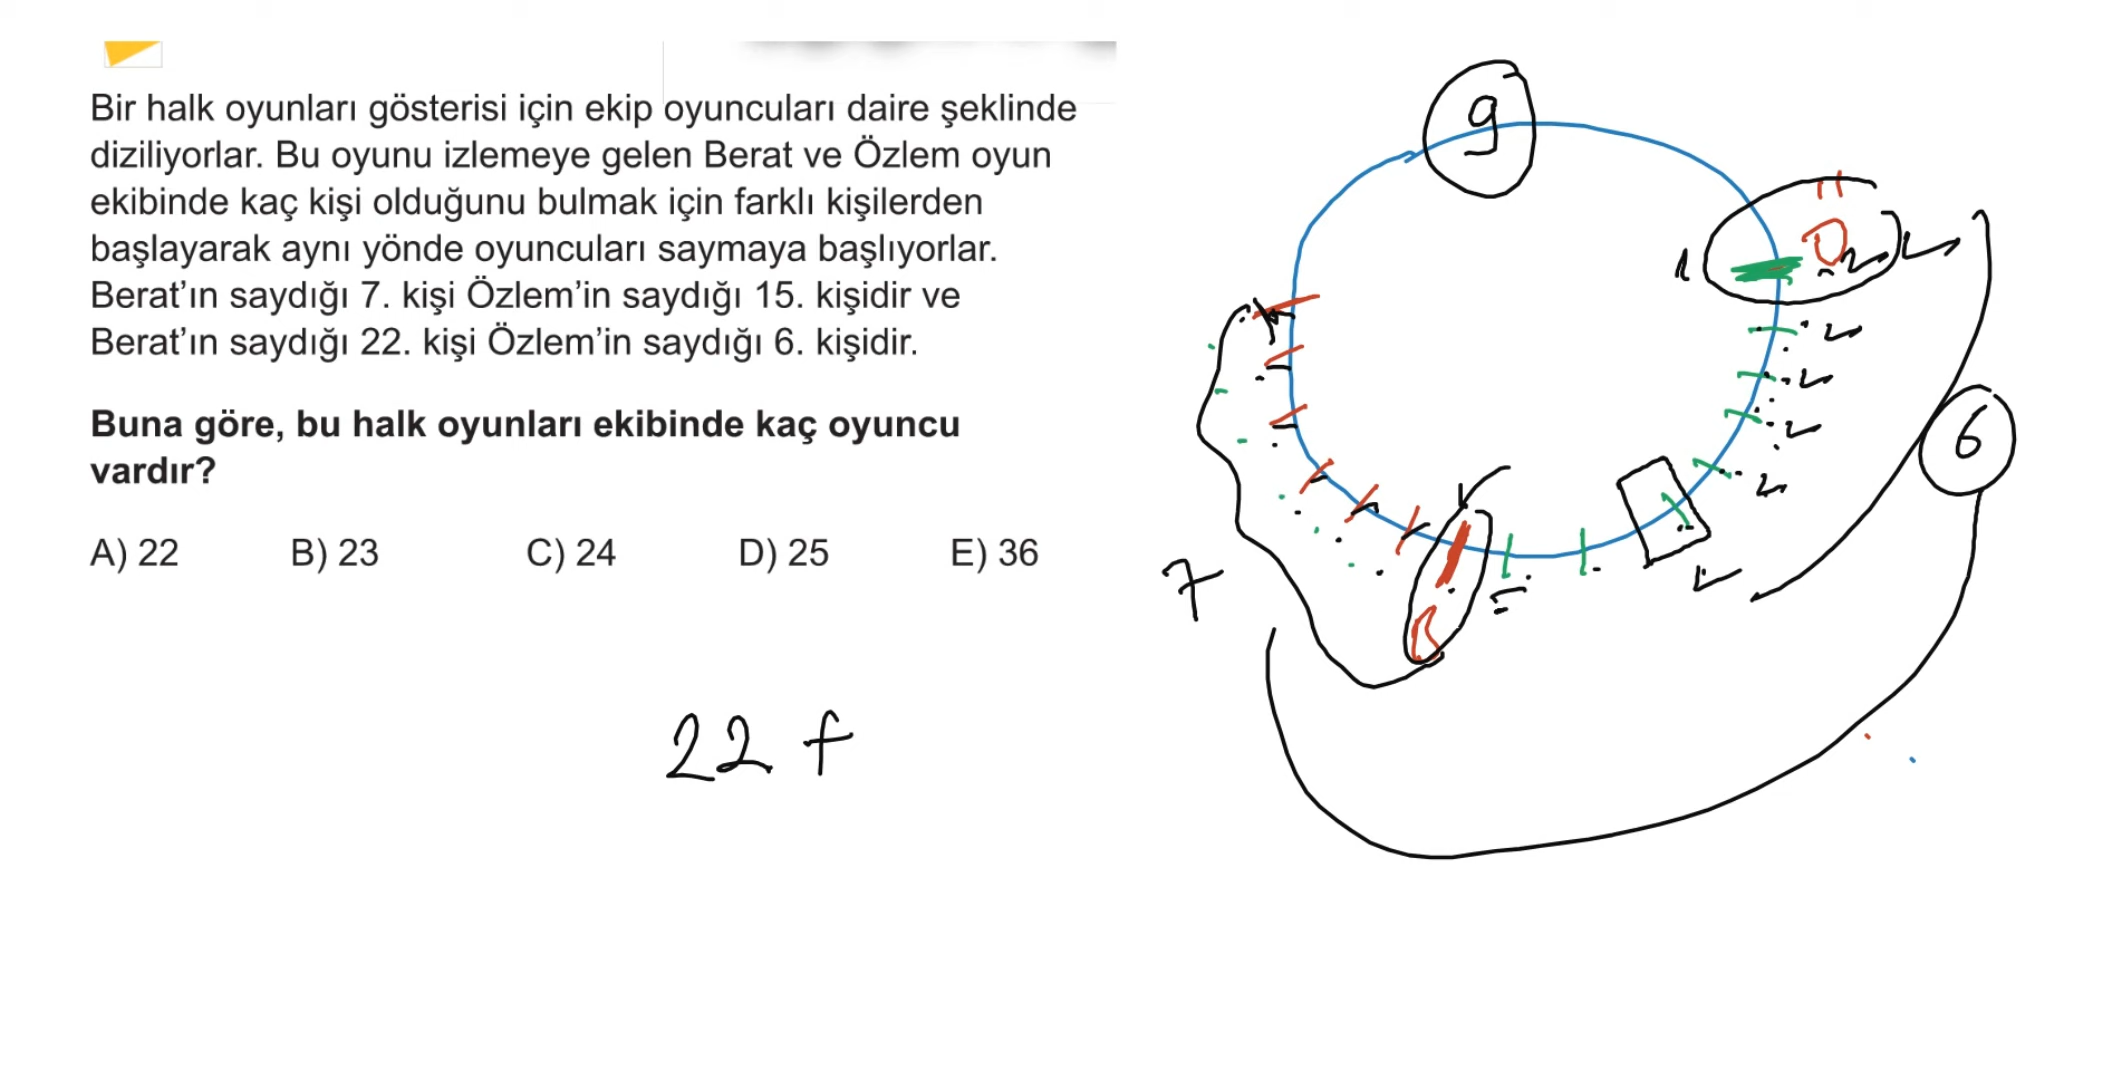 Bir halk oyunları gösterisi için ekip oyuncuları daire şeklinde
diziliyorlar. Bu oyunu izlemeye gelen Berat ve Özlem oyun
ekibinde kaç kişi olduğunu bulmak için farklı kişilerden
başlayarak aynı yönde oyuncuları saymaya başlıyorlar.
Berat’ın saydığı 7. kişi Özlem’in saydığı 15. kişidir ve
Berat’ın saydığı 22. kişi Özlem’in saydığı 6. kişidir.
Buna göre, bu halk oyunları ekibinde kaç oyuncu
vardır?
A) 22 B) 23 C) 24 D) 25 E) 36
22 +
9
1
6
7
B